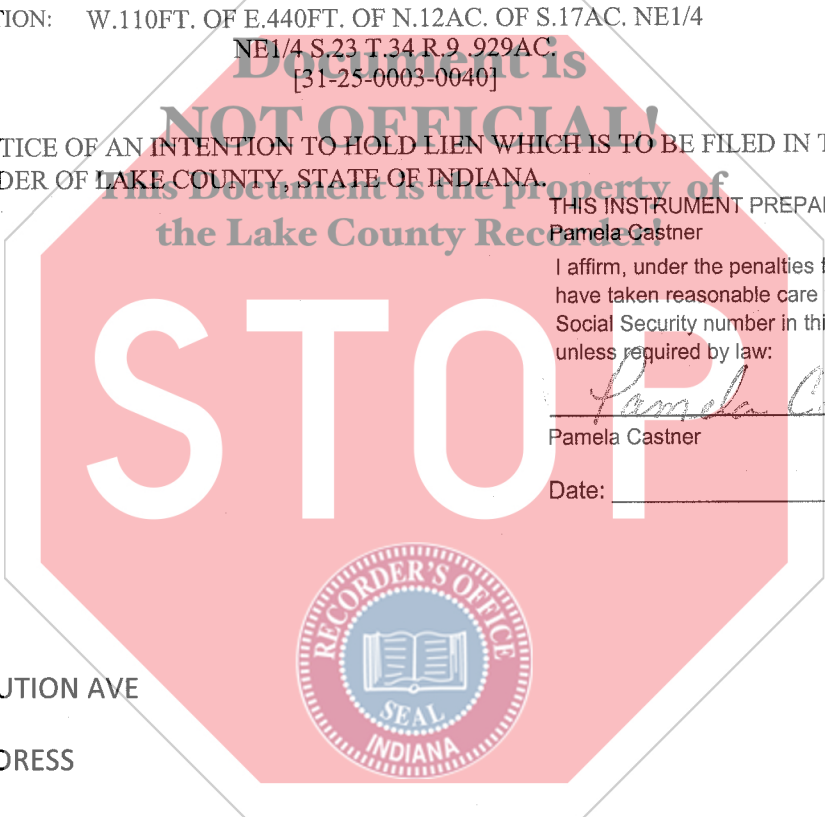 TION: W.110FT. OF E.440FT. OF N.12AC. OF S.17AC. NE1/4
NE1/4 S.23 T.34 R.9 .929AC.
[31-25-0003-0040]
Document is
NOT OFFICIAL!
This Document is the property of
the Lake County Recorder!
TICE OF AN INTENTION TO HOLD LIEN WHICH IS TO BE FILED IN T
DER OF LAKE COUNTY, STATE OF INDIANA.
THIS INSTRUMENT PREPA
Pamela Castner
I affirm, under the penalties
have taken reasonable care
Social Security number in thi
unless required by law:
Pamela C
Pamela Castner
Date:
STOP
RECORDER'S OFFICE
SEAL
INDIANA
UTION AVE
DRESS